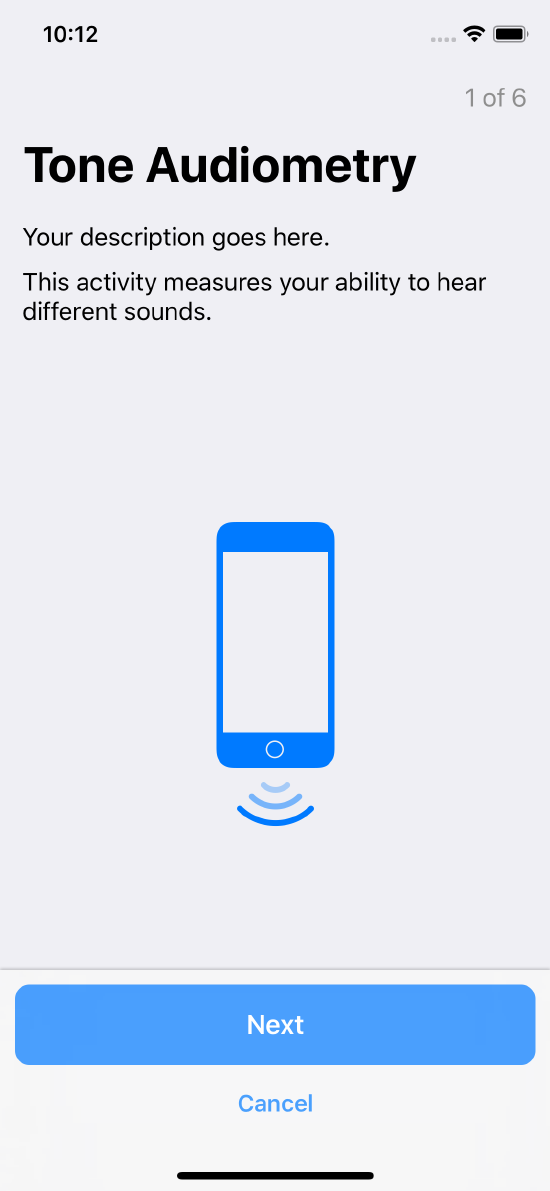 10:12
1 of 6
Tone Audiometry
Your description goes here.
This activity measures your ability to hear
different sounds.
Next
Cancel